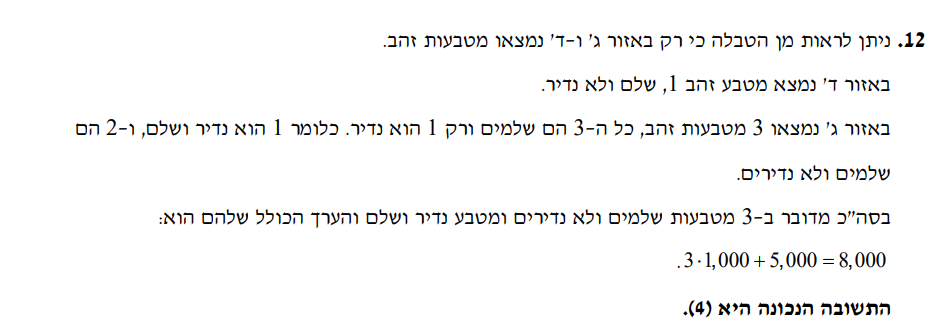 12. ניתן לראות מן הטבלה כי רק באזור ג' ו-ד' נמצאו מטבעות זהב.
באזור ד' נמצא מטבע זהב 1, שלם ולא נדיר.
באזור ג' נמצאו 3 מטבעות זהב, כל ה-3 הם שלמים ורק 1 הוא נדיר. כלומר 1 הוא נדיר ושלם, ו-2 הם
שלמים ולא נדירים.
בסה"כ מדובר ב-3 מטבעות שלמים ולא נדירים ומטבע נדיר ושלם והערך הכולל שלהם הוא:
3·1,000 + 5,000 = 8,000.
התשובה הנכונה היא (4).